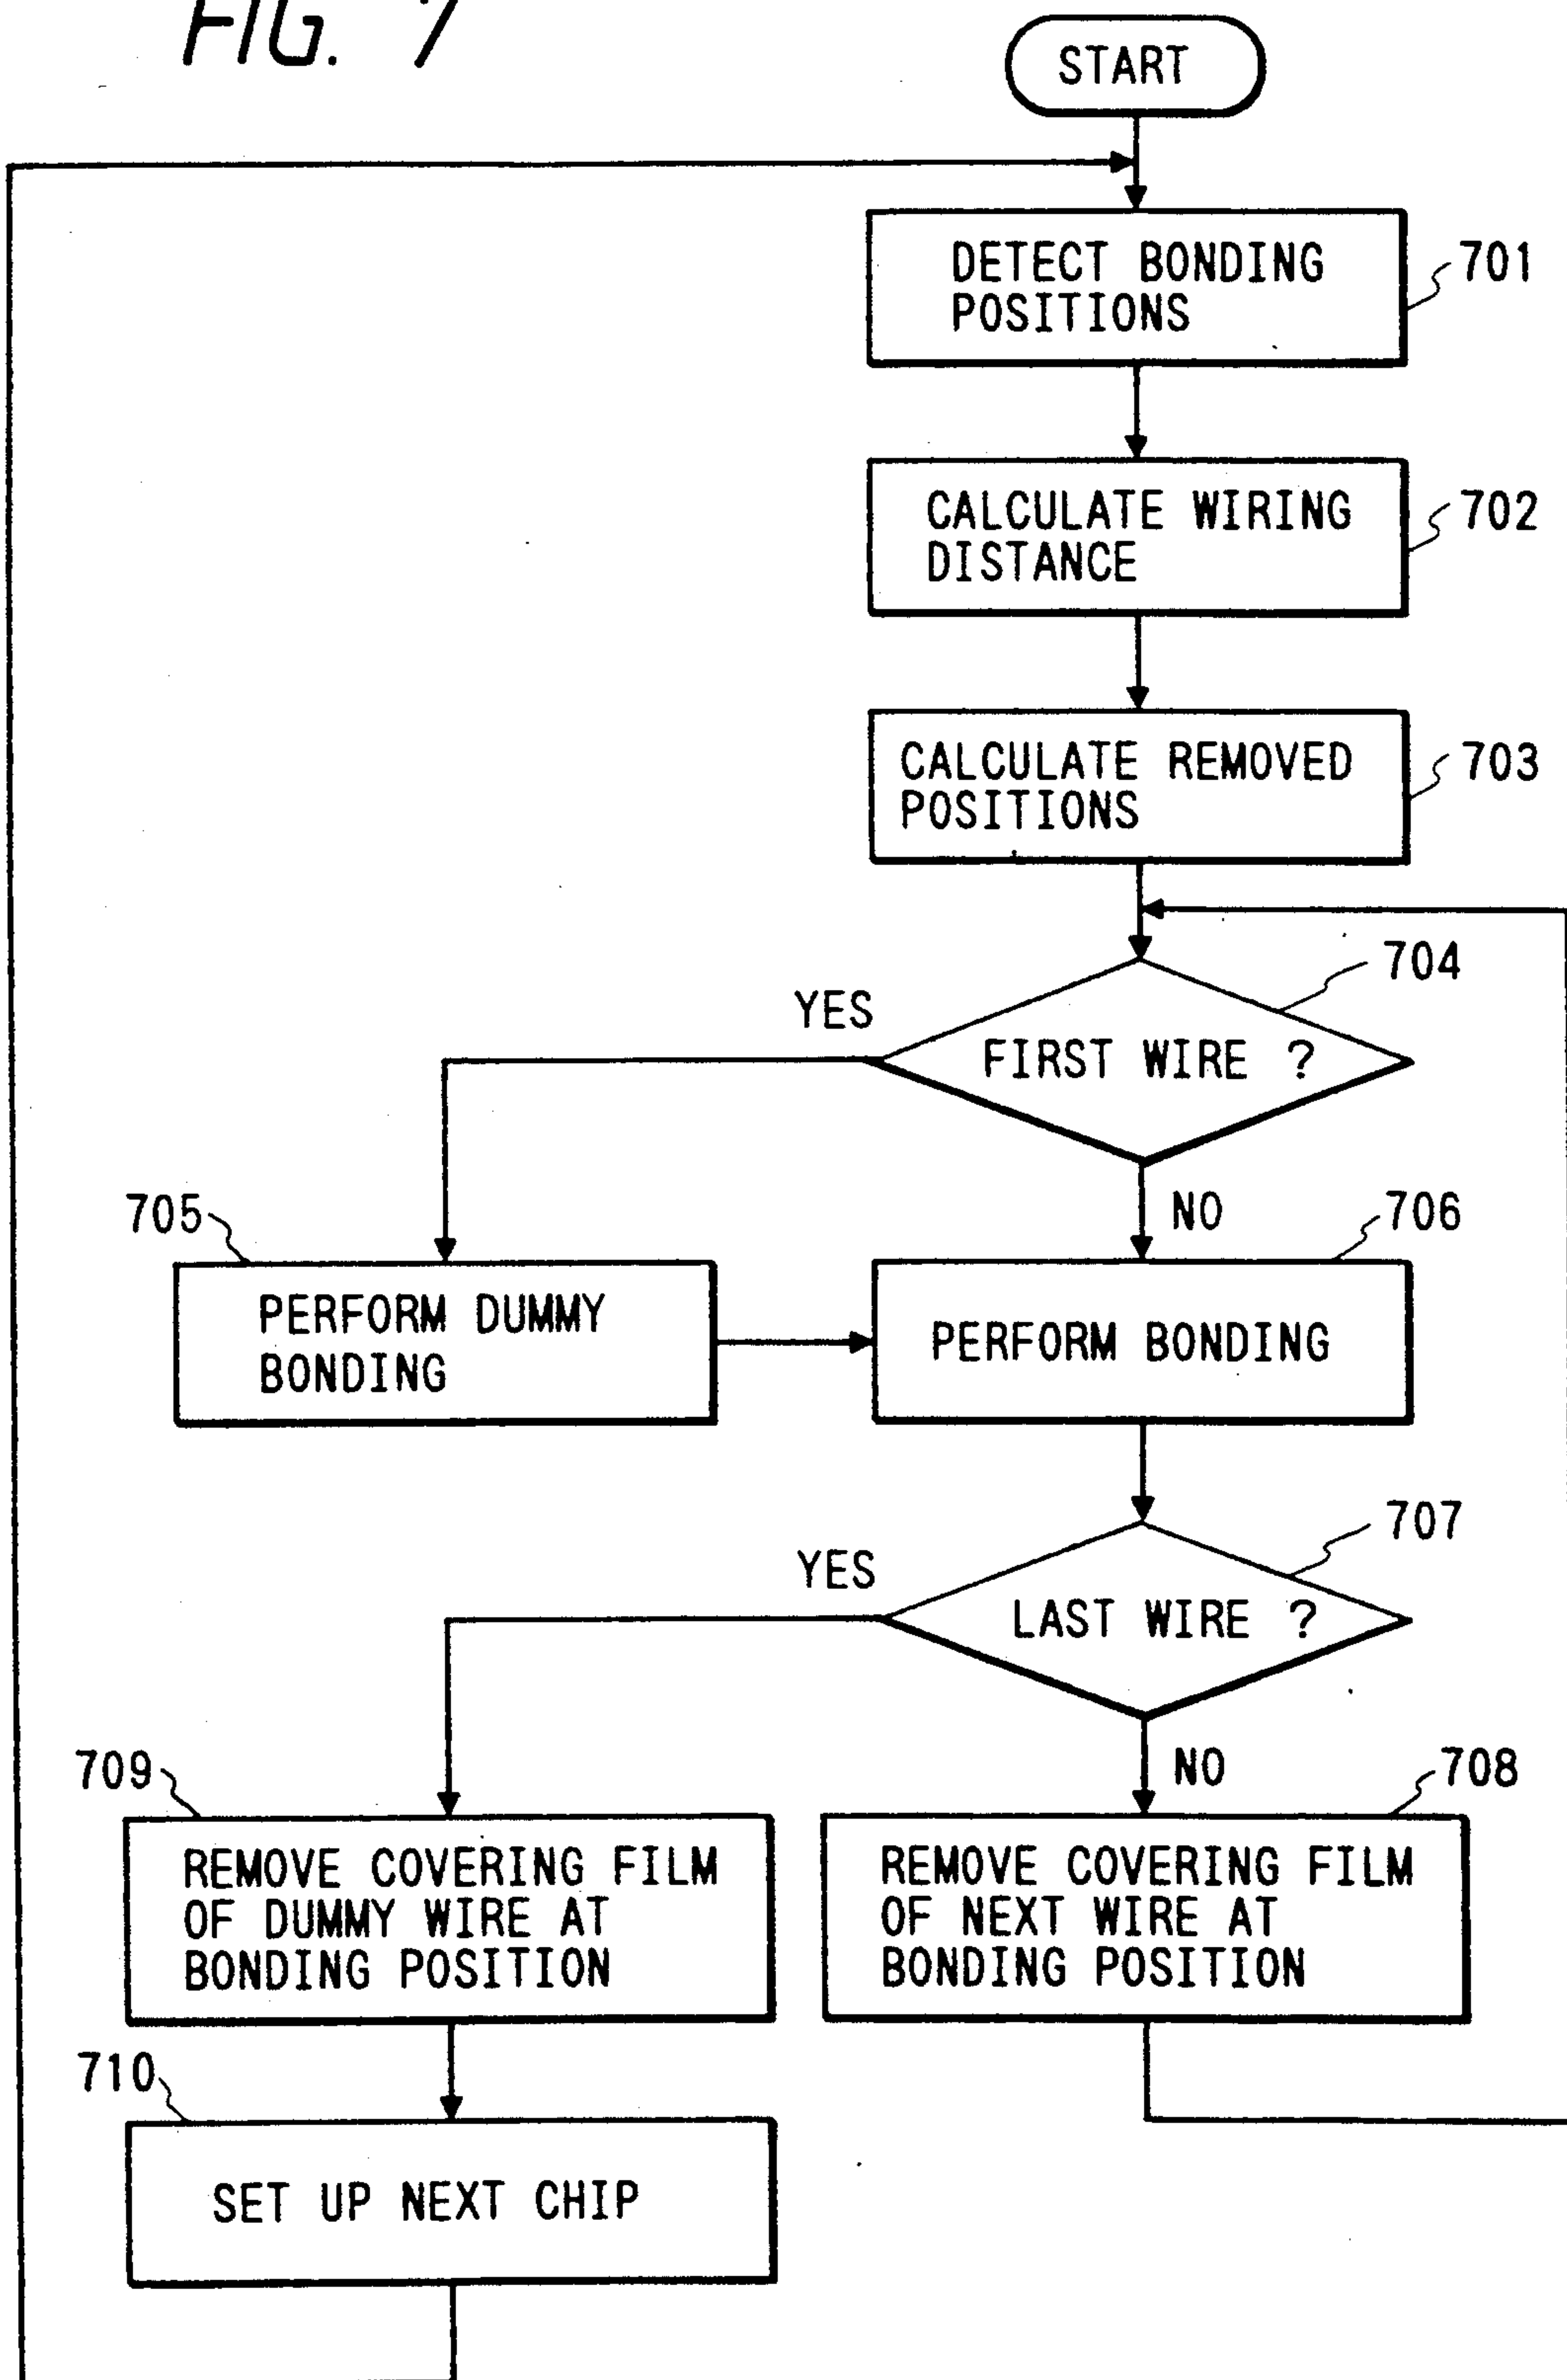 FIG. 7
START
DETECT BONDING
POSITIONS
701
CALCULATE WIRING
DISTANCE
702
CALCULATE REMOVED
POSITIONS
703
704
YES
FIRST WIRE ?
NO
705
706
PERFORM DUMMY
BONDING
PERFORM BONDING
707
YES
LAST WIRE ?
NO
709
708
REMOVE COVERING FILM
OF DUMMY WIRE AT
BONDING POSITION
REMOVE COVERING FILM
OF NEXT WIRE AT
BONDING POSITION
710
SET UP NEXT CHIP